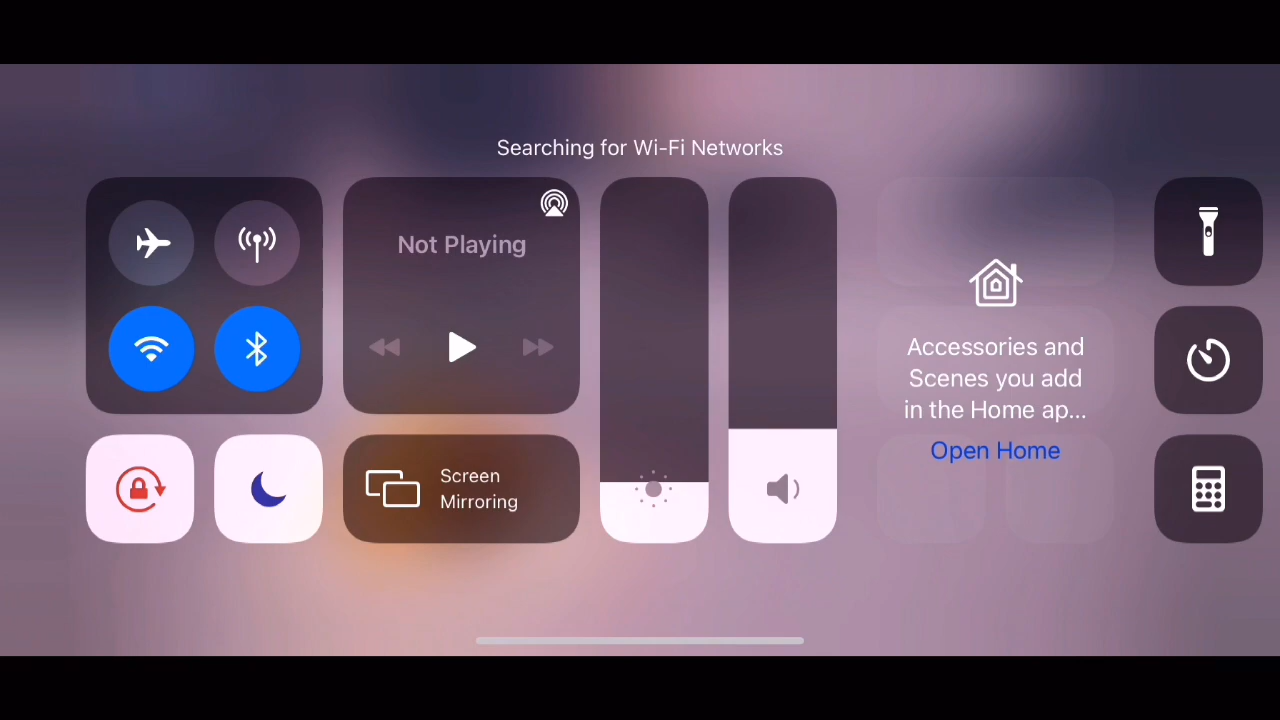 Searching for Wi-Fi Networks
Not Playing
Screen
Mirroring
Accessories and
Scenes you add
in the Home ap...
Open Home